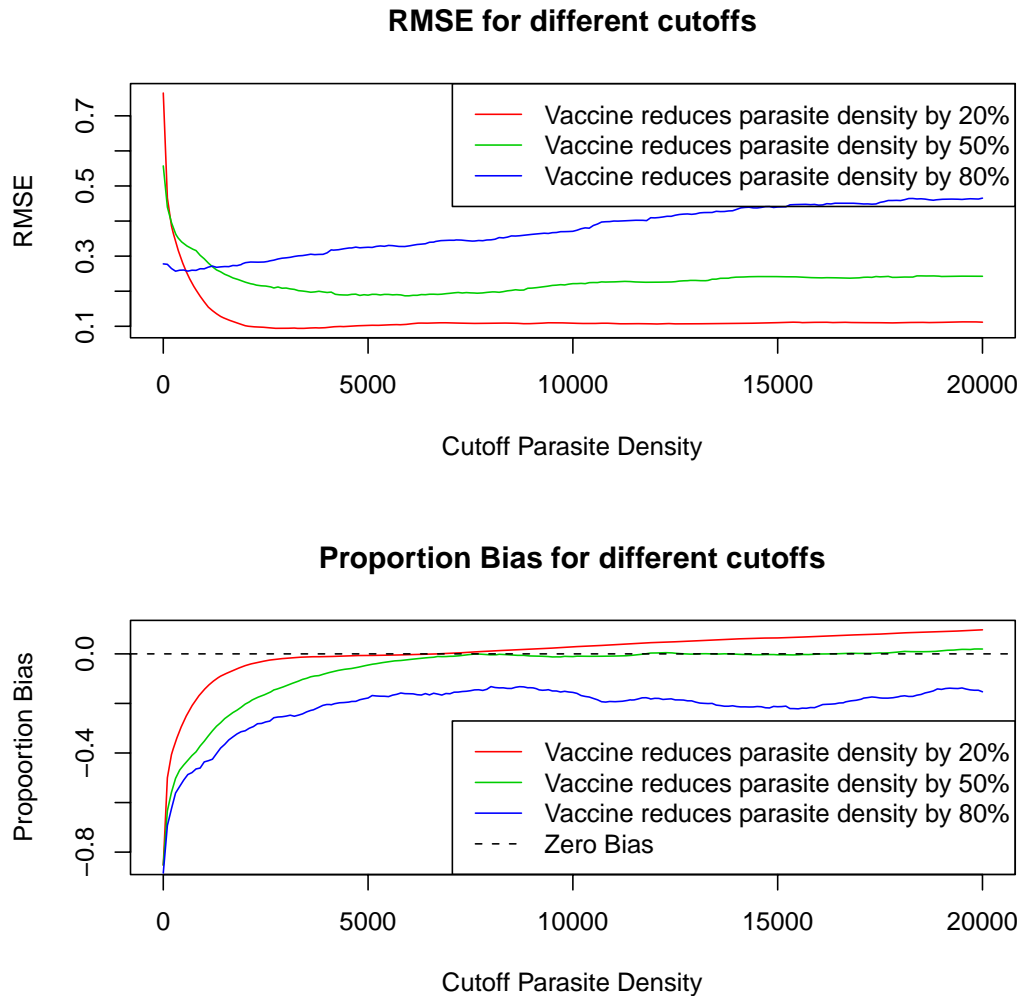 RMSE for different cutoffs
RMSE
0.1
0.3
0.5
0.7
Vaccine reduces parasite density by 20%
Vaccine reduces parasite density by 50%
Vaccine reduces parasite density by 80%
0
5000
10000
15000
20000
Cutoff Parasite Density
Proportion Bias for different cutoffs
Proportion Bias
−0.8
−0.4
0.0
Vaccine reduces parasite density by 20%
Vaccine reduces parasite density by 50%
Vaccine reduces parasite density by 80%
Zero Bias
0
5000
10000
15000
20000
Cutoff Parasite Density